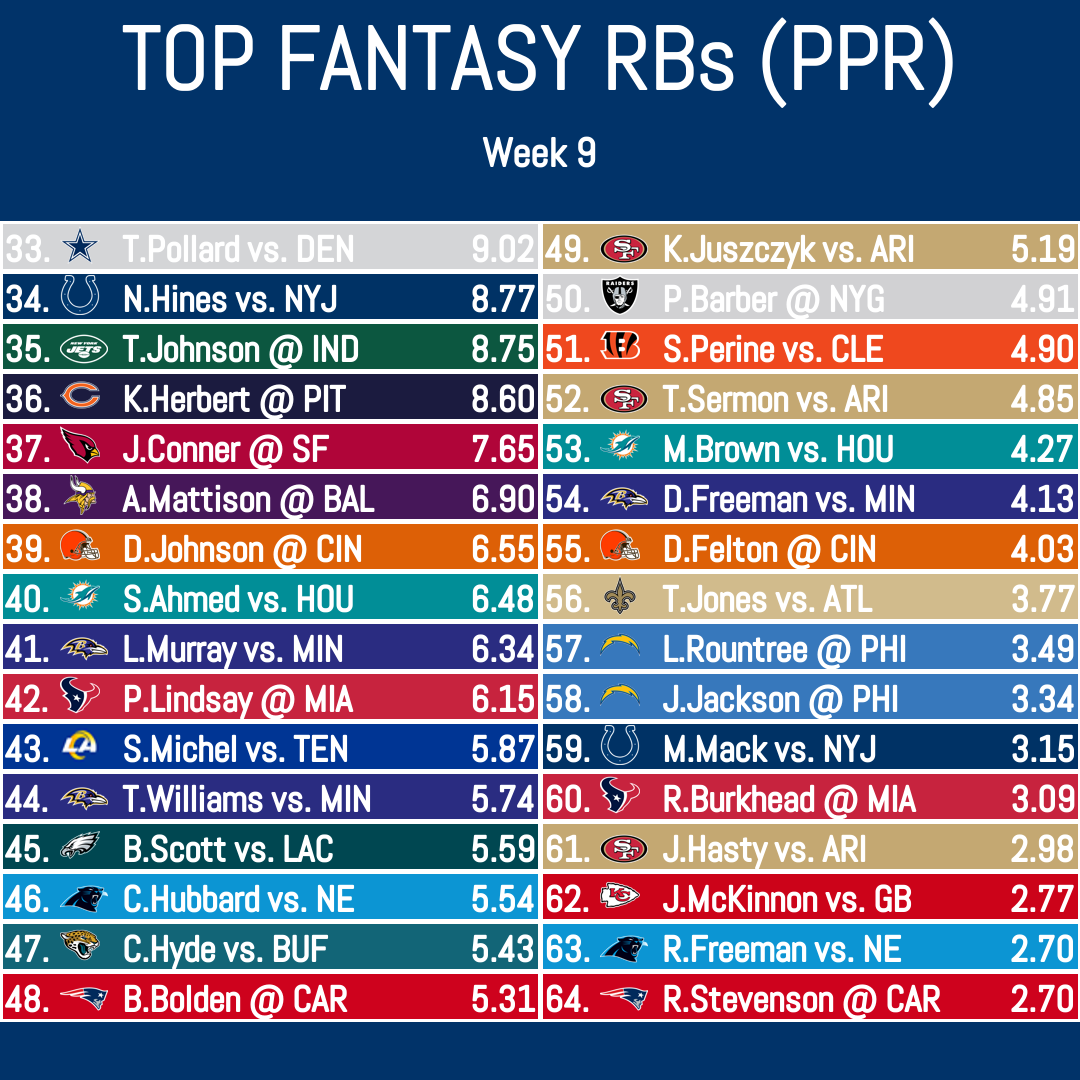 TOP FANTASY RBs (PPR)
Week 9
33. T.Pollard vs. DEN 9.02
34. N.Hines vs. NYJ 8.77
35. NEW YORK JETS T.Johnson @ IND 8.75
36. K.Herbert @ PIT 8.60
37. J.Conner @ SF 7.65
38. A.Mattison @ BAL 6.90
39. D.Johnson @ CIN 6.55
40. S.Ahmed vs. HOU 6.48
41. L.Murray vs. MIN 6.34
42. P.Lindsay @ MIA 6.15
43. LA S.Michel vs. TEN 5.87
44. T.Williams vs. MIN 5.74
45. B.Scott vs. LAC 5.59
46. C.Hubbard vs. NE 5.54
47. C.Hyde vs. BUF 5.43
48. B.Bolden @ CAR 5.31
49. SF K.Juszczyk vs. ARI 5.19
50. RAIDERS P.Barber @ NYG 4.91
51. S.Perine vs. CLE 4.90
52. SF T.Sermon vs. ARI 4.85
53. M.Brown vs. HOU 4.27
54. D.Freeman vs. MIN 4.13
55. D.Felton @ CIN 4.03
56. T.Jones vs. ATL 3.77
57. L.Rountree @ PHI 3.49
58. J.Jackson @ PHI 3.34
59. M.Mack vs. NYJ 3.15
60. R.Burkhead @ MIA 3.09
61. SF J.Hasty vs. ARI 2.98
62. KC J.McKinnon vs. GB 2.77
63. R.Freeman vs. NE 2.70
64. R.Stevenson @ CAR 2.70